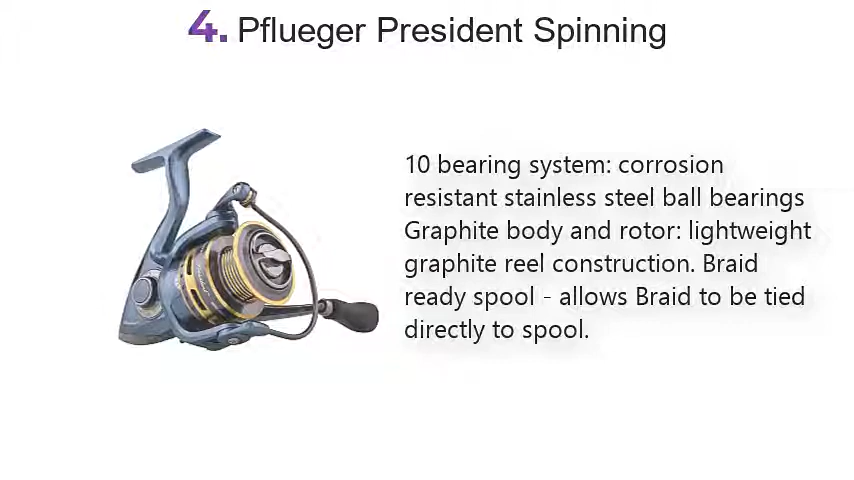 4. Pflueger President Spinning
10 bearing system: corrosion
resistant stainless steel ball bearings
Graphite body and rotor: lightweight
graphite reel construction. Braid
ready spool - allows Braid to be tied
directly to spool.